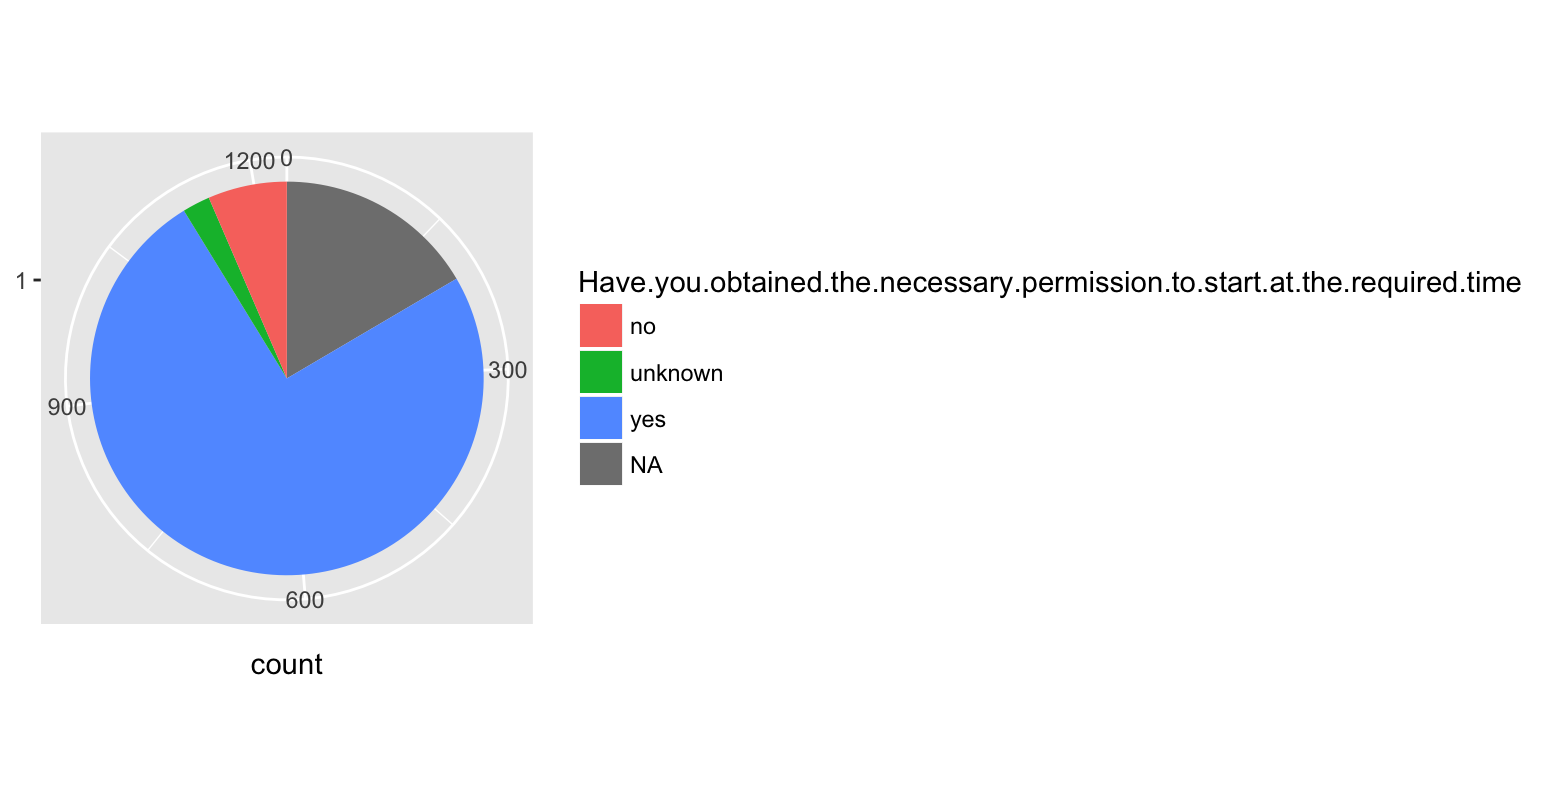 1200 0
1
300
900
600
count
Have.you.obtained.the.necessary.permission.to.start.at.the.required.time
no
unknown
yes
NA